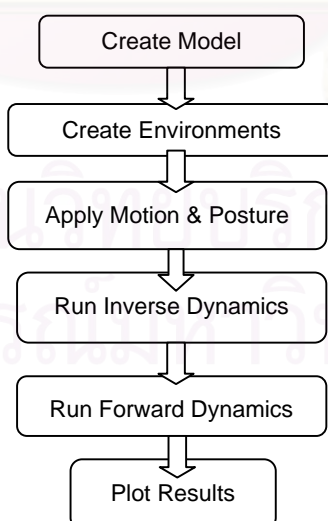 Create Model
Create Environments
Apply Motion & Posture
Run Inverse Dynamics
Run Forward Dynamics
Plot Results